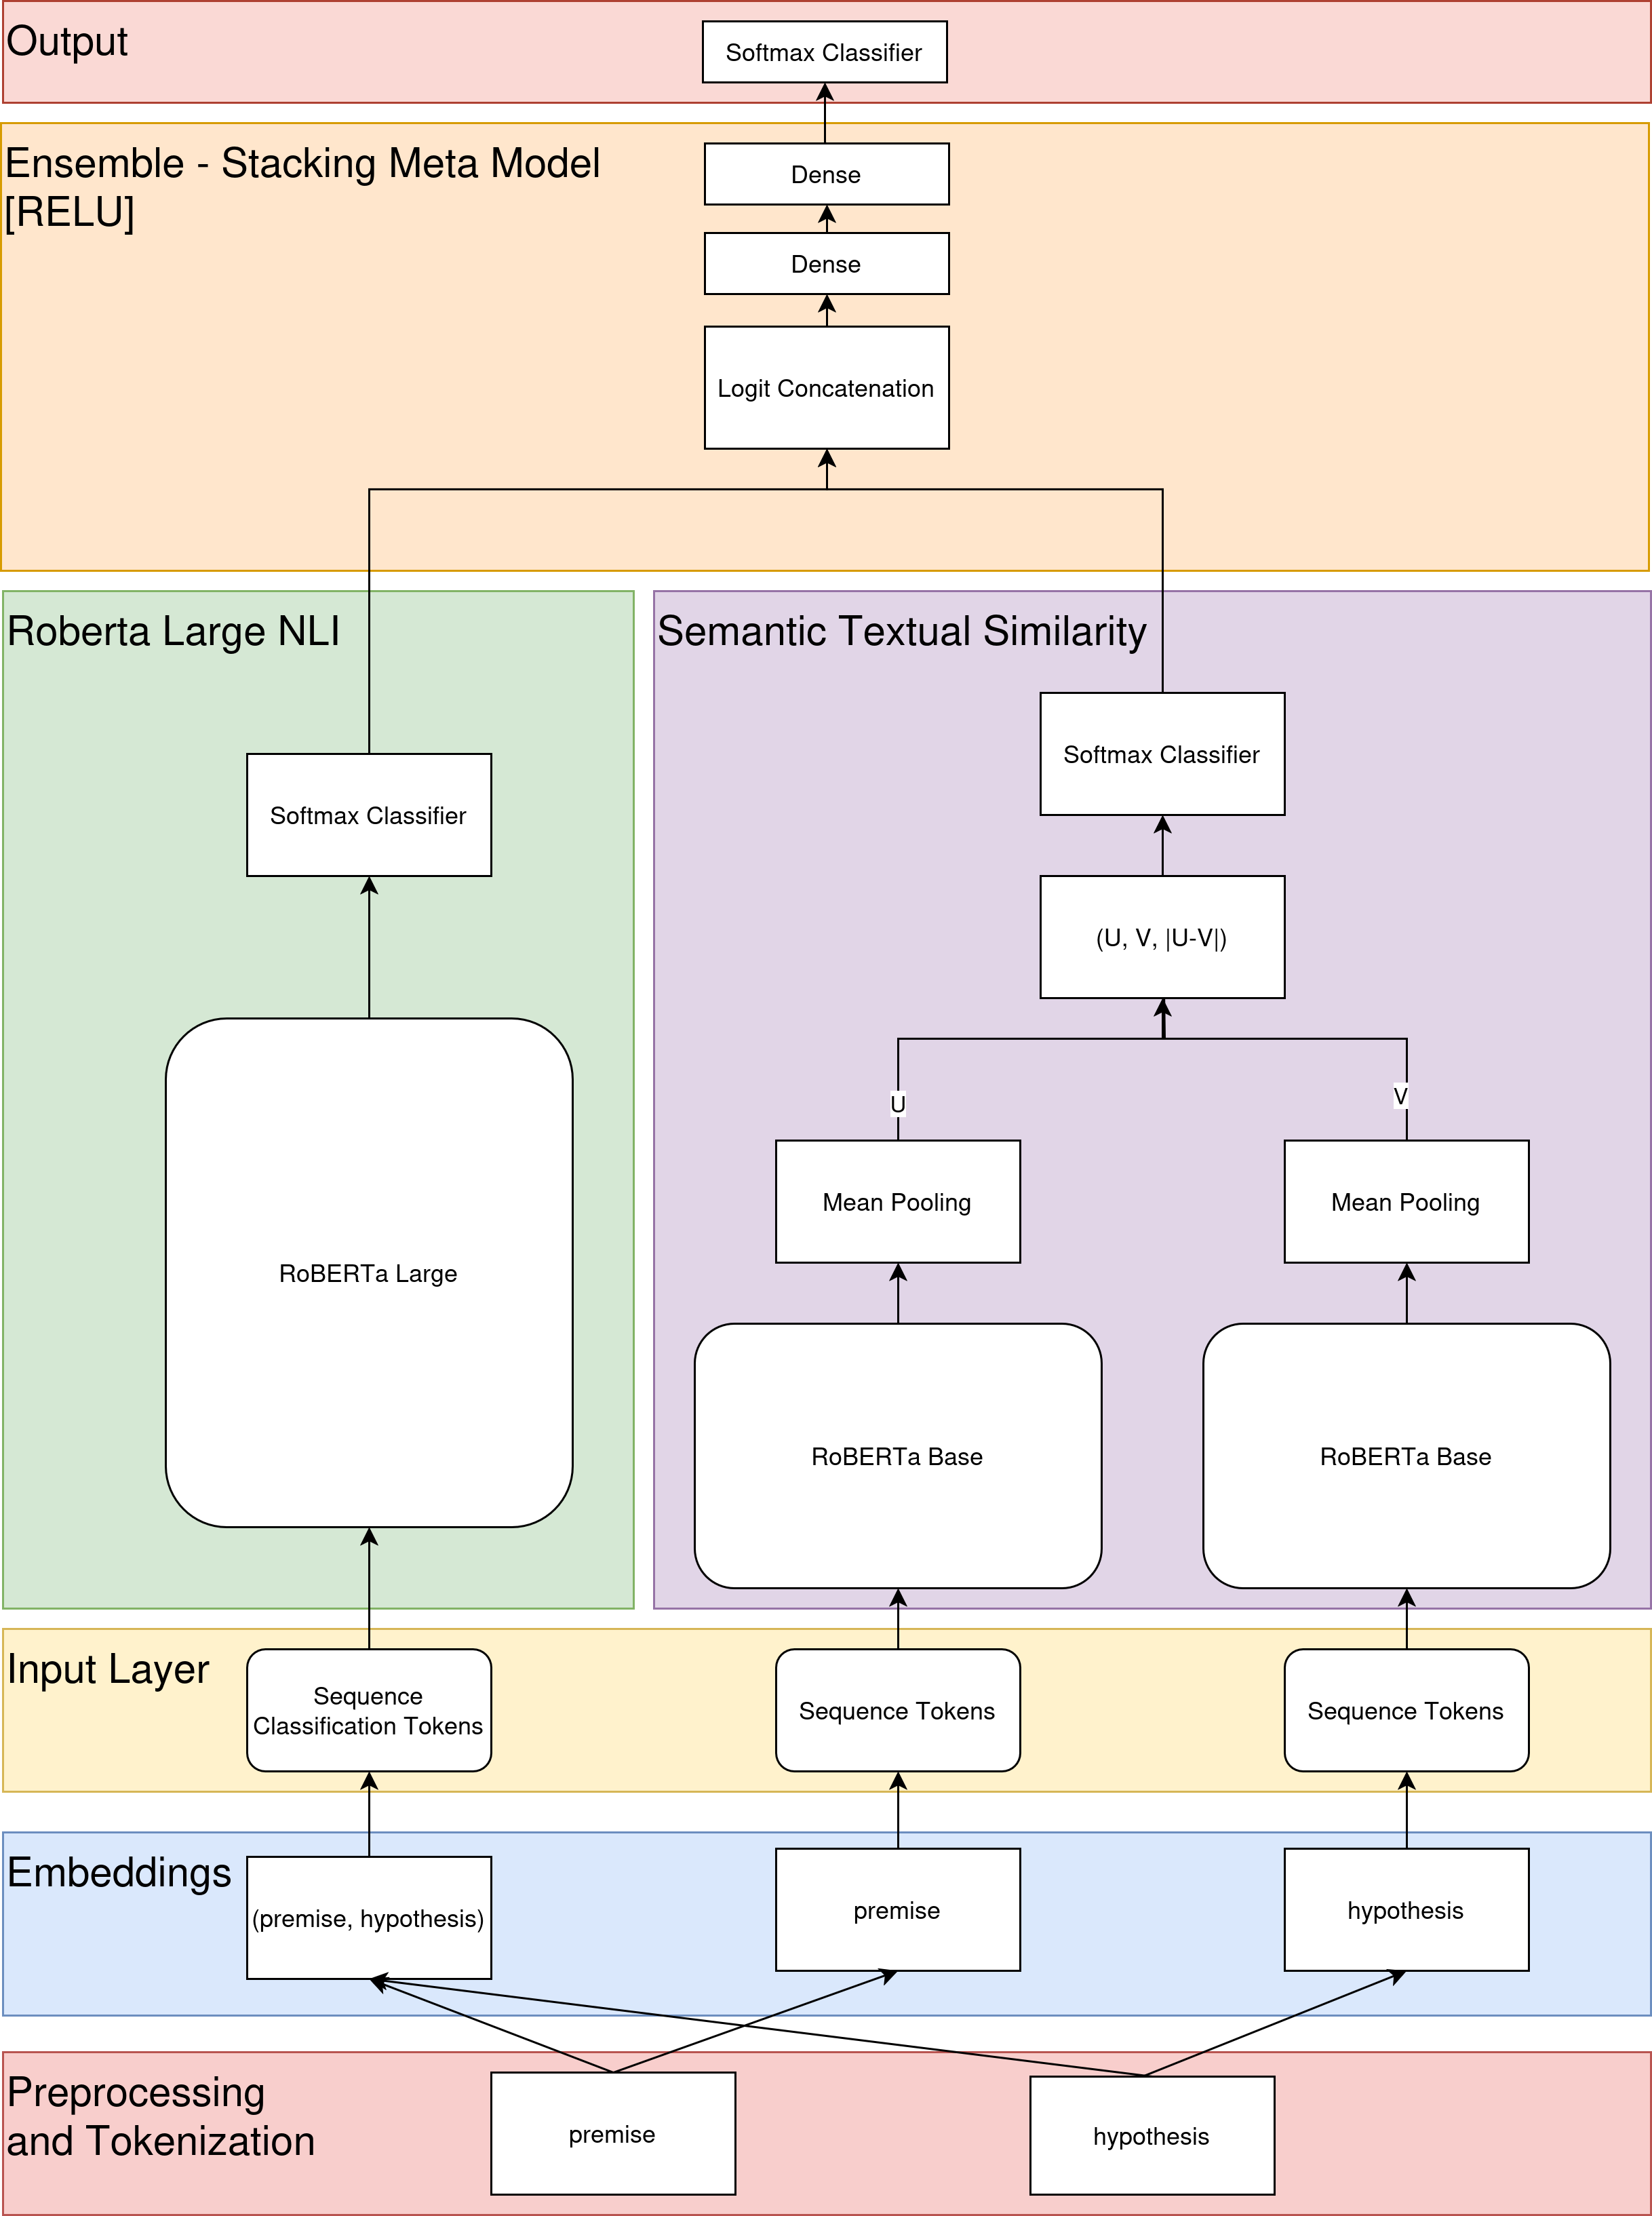 Output
Softmax Classifier
Ensemble - Stacking Meta Model
[RELU]
Dense
Dense
Logit Concatenation
Roberta Large NLI
Softmax Classifier
RoBERTa Large
Semantic Textual Similarity
Softmax Classifier
(U, V, |U-V|)
U
V
Mean Pooling
Mean Pooling
RoBERTa Base
RoBERTa Base
Input Layer
Sequence
Classification Tokens
Sequence Tokens
Sequence Tokens
Embeddings
(premise, hypothesis)
premise
hypothesis
Preprocessing
and Tokenization
premise
hypothesis